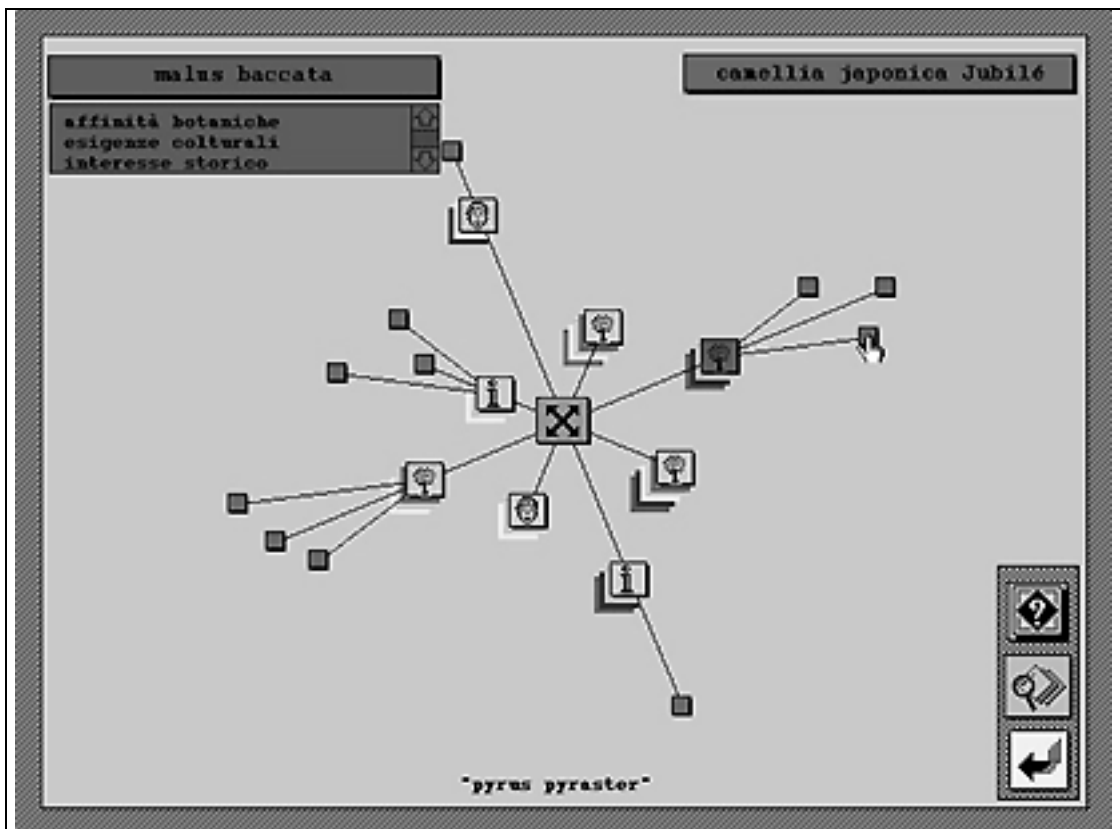 malus baccata
camellia japonica Jubilé
affinità botaniche
esigenze colturali
interesse storico
i
i
?
"pyrus pyraster"